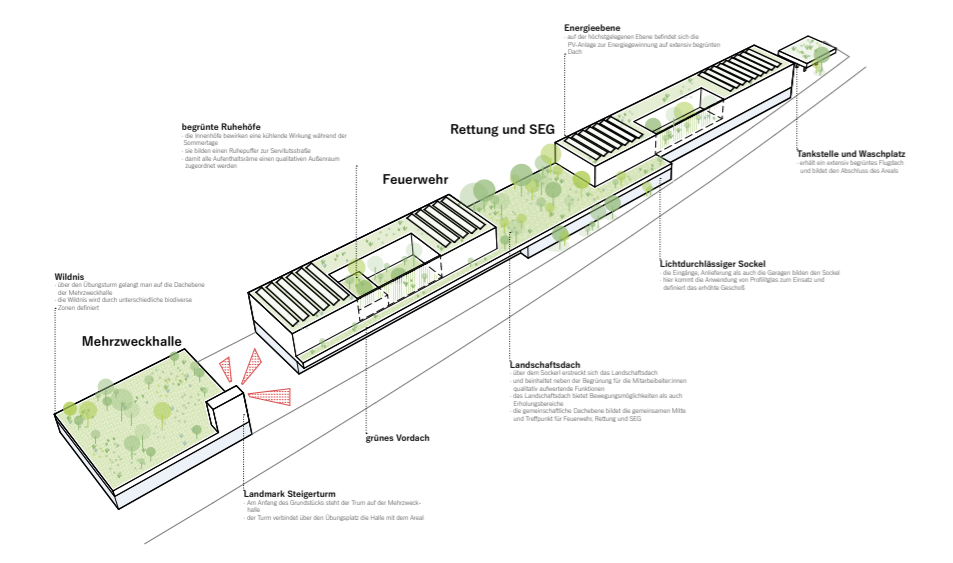 Energieebene
- auf der höchstgelegenen Ebene befindet sich die
PV-Anlage zur Energiegewinnung auf extensiv begrünten
Dach
begrünte Ruhehöfe
- die Innenhöfe bewirken eine kühlende Wirkung während der
Sommertage
- sie bilden einen Ruhepuffer zur Servitutsstraße
- damit alle Aufenthaltsräme einen qualitativen Außenraum
zugeordnet werden
Rettung und SEG
Tankstelle und Waschplatz
- erhält ein extensiv begrüntes Flugdach
und bildet den Abschluss des Areals
Feuerwehr
Lichtdurchlässiger Sockel
- die Eingänge, Anlieferung als auch die Garagen bilden den Sockel
- hier kommt die Anwendung von Profilitglas zum Einsatz und
definiert das erhöhte Geschoß
Wildnis
- über den Übungsturm gelangt man auf die Dachebene
der Mehrzweckhalle
- die Wildnis wird durch unterschiedliche biodiverse
- Zonen definiert
Mehrzweckhalle
Landschaftsdach
- über dem Sockerl erstreckt sich das Landschaftsdach
- und beinhaltet neben der Begrünung für die Mitarbeiter:innen
qualitativ aufwertende Funktionen
- das Landschaftsdach bietet Bewegungsmöglichkeiten als auch
Erholungsbereiche
- die gemeinschaftliche Dachebene bildet die gemeinsamen Mitte
und Treffpunkt für Feuerwehr, Rettung und SEG
grünes Vordach
Landmark Steigerturm
- Am Anfang des Grundstücks steht der Trum auf der Mehrzweck-
halle
- der Turm verbindet über den Übungsplatz die Halle mit dem Areal